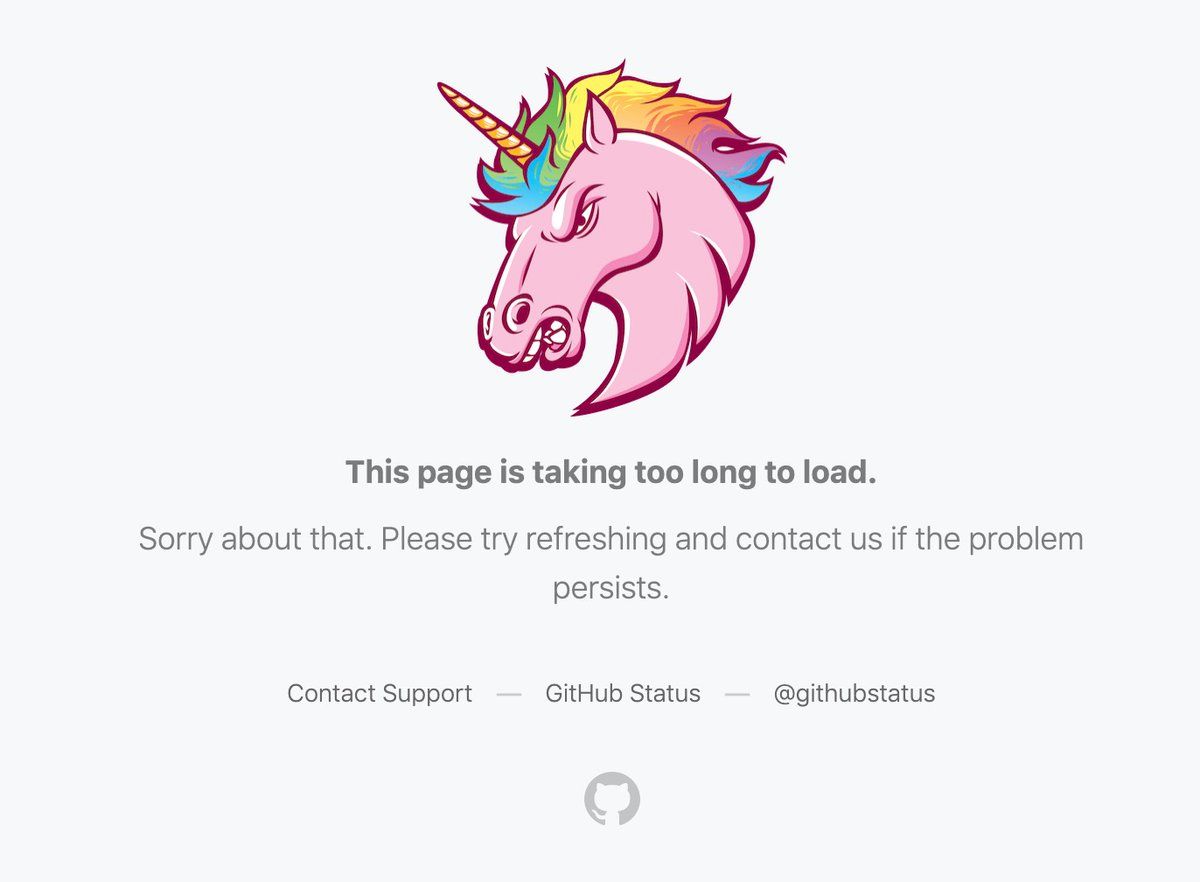 This page is taking too long to load.
Sorry about that. Please try refreshing and contact us if the problem
persists.
Contact Support — GitHub Status — @githubstatus